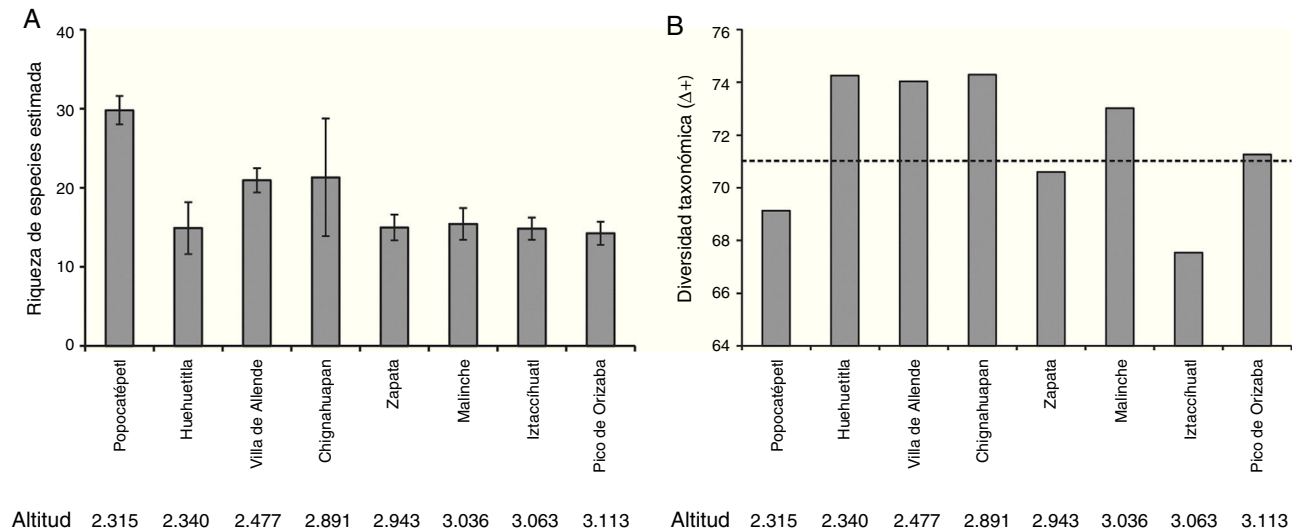 A
Riqueza de especies estimada
40
30
20
10
0
Popocatépetl
Huehuetitla
Villa de Allende
Chignahuapan
Zapata
Malinche
Iztaccíhuatl
Pico de Orizaba
Altitud 2.315 2.340 2.477 2.891 2.943 3.036 3.063 3.113
B
Diversidad taxonómica (Δ+)
76
74
72
70
68
66
64
Popocatépetl
Huehuetitla
Villa de Allende
Chignahuapan
Zapata
Malinche
Iztaccíhuatl
Pico de Orizaba
Altitud 2.315 2.340 2.477 2.891 2.943 3.036 3.063 3.113